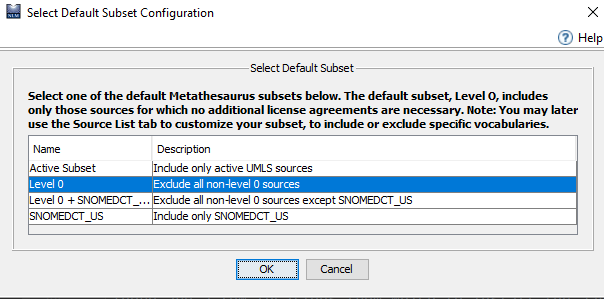 NLM
Select Default Subset Configuration
Help
Select Default Subset
Select one of the default Metathesaurus subsets below. The default subset, Level 0, includes
only those sources for which no additional license agreements are necessary. Note: You may later
use the Source List tab to customize your subset, to include or exclude specific vocabularies.
Name Description
Active Subset Include only active UMLS sources
Level 0 Exclude all non-level 0 sources
Level 0 + SNOMEDCT_... Exclude all non-level 0 sources except SNOMEDCT_US
SNOMEDCT_US Include only SNOMEDCT_US
OK Cancel